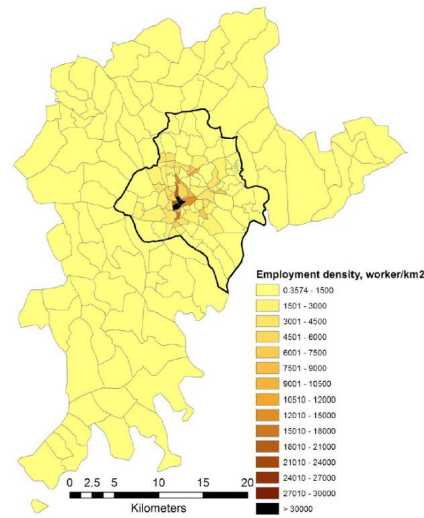 Employment density, worker/km2
0.3574 - 1500
1501 - 3000
3001 - 4500
4501 - 6000
6001 - 7500
7501 - 9000
9001 - 10500
10510 - 12000
12010 - 15000
15010 - 18000
18010 - 21000
21010 - 24000
24010 - 27000
27010 - 30000
> 30000
0 2.5 5 10 15 20
Kilometers